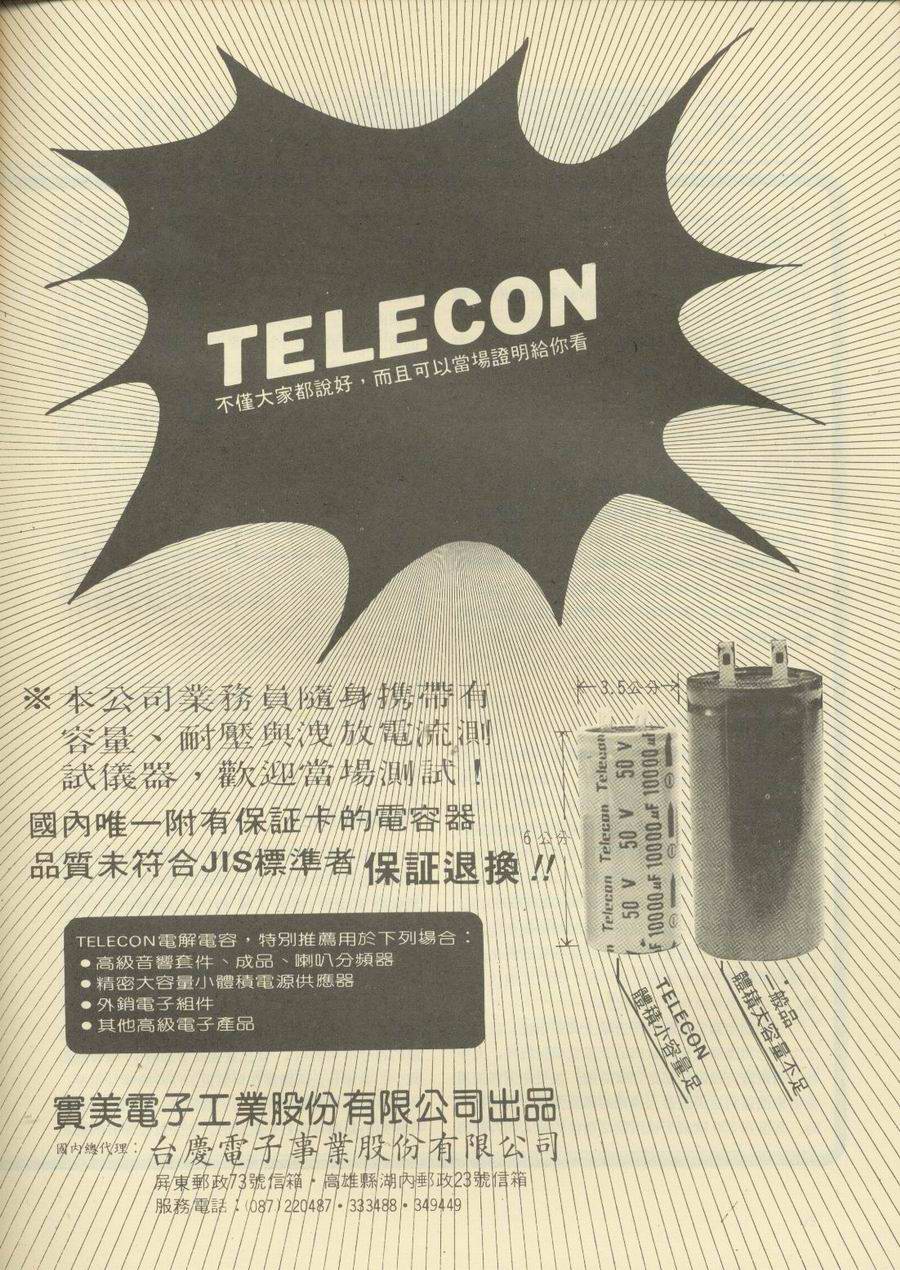 TELECON
不僅大家都說好，而且可以當場證明給你看
※本公司業務員隨身携帶有
容量、耐壓與洩放電流測
試儀器，歡迎當場測試！
國內唯一附有保証卡的電容器
品質未符合JIS標準者 保証退換!!
3.5公分
6公分
Telecon Telecon Telecon
50 V 50 V 50 V
10000uF 10000uF 10000uF
TELECON
體積小容量足
一般品
體積大容量不足
TELECON電解電容，特別推薦用於下列場合：
●高級音響套件、成品、喇叭分頻器
●精密大容量小體積電源供應器
●外銷電子組件
●其他高級電子產品
實美電子工業股份有限公司出品
國內總代理：台慶電子事業股份有限公司
屏東郵政73號信箱・高雄縣湖內郵政23號信箱
服務電話：(087)220487・333488・349449